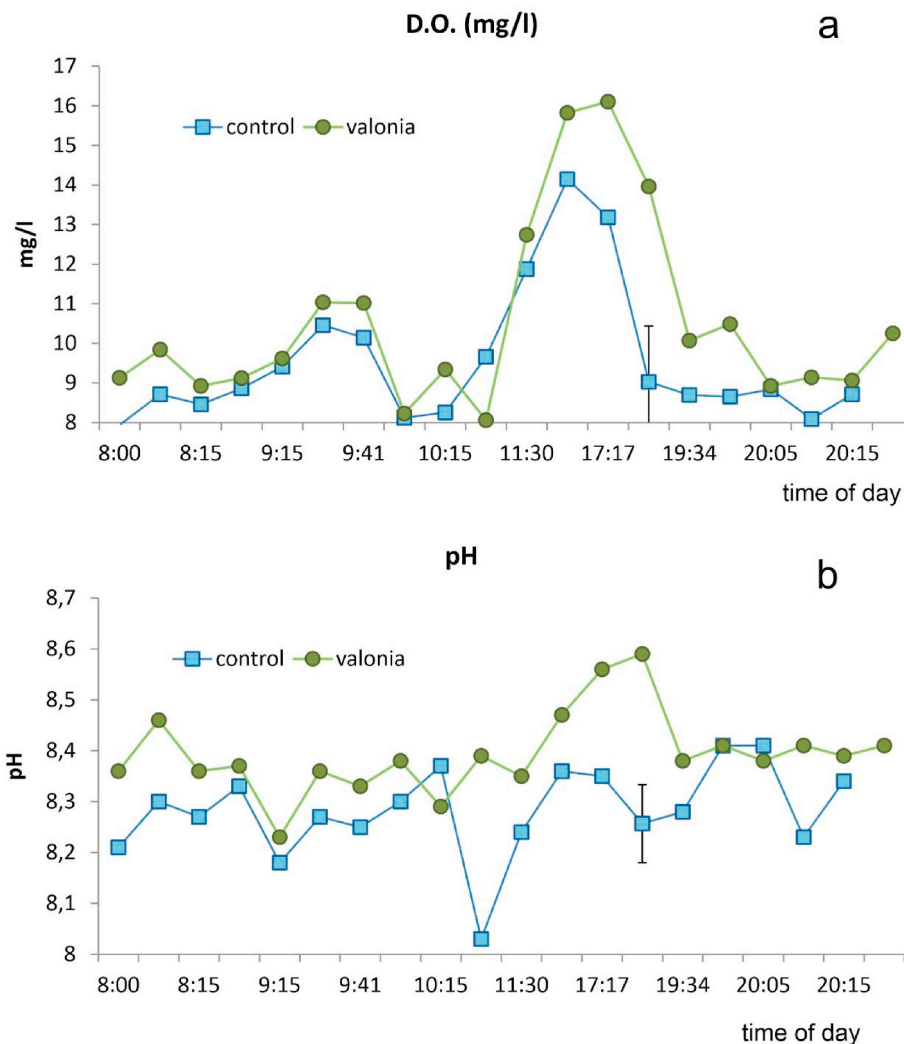 D.O. (mg/l)
a
17
16
15
14
13
12
11
10
9
8
mg/l
control valonia
8:00 8:15 9:15 9:41 10:15 11:30 17:17 19:34 20:05 20:15
time of day
pH
b
8,7
8,6
8,5
8,4
8,3
8,2
8,1
8
pH
control valonia
8:00 8:15 9:15 9:41 10:15 11:30 17:17 19:34 20:05 20:15
time of day